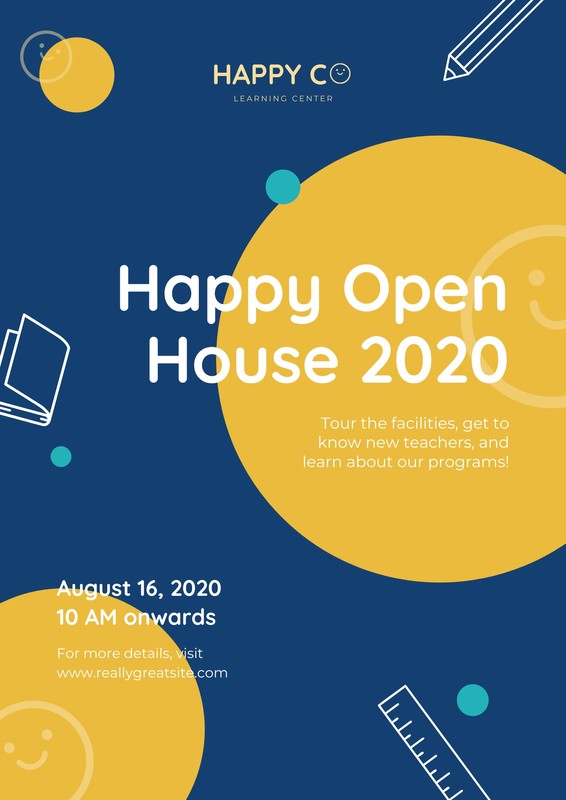 HAPPY CO
LEARNING CENTER
Happy Open
House 2020
Tour the facilities, get to
know new teachers, and
learn about our programs!
August 16, 2020
10 AM onwards
For more details, visit
www.reallygreatsite.com